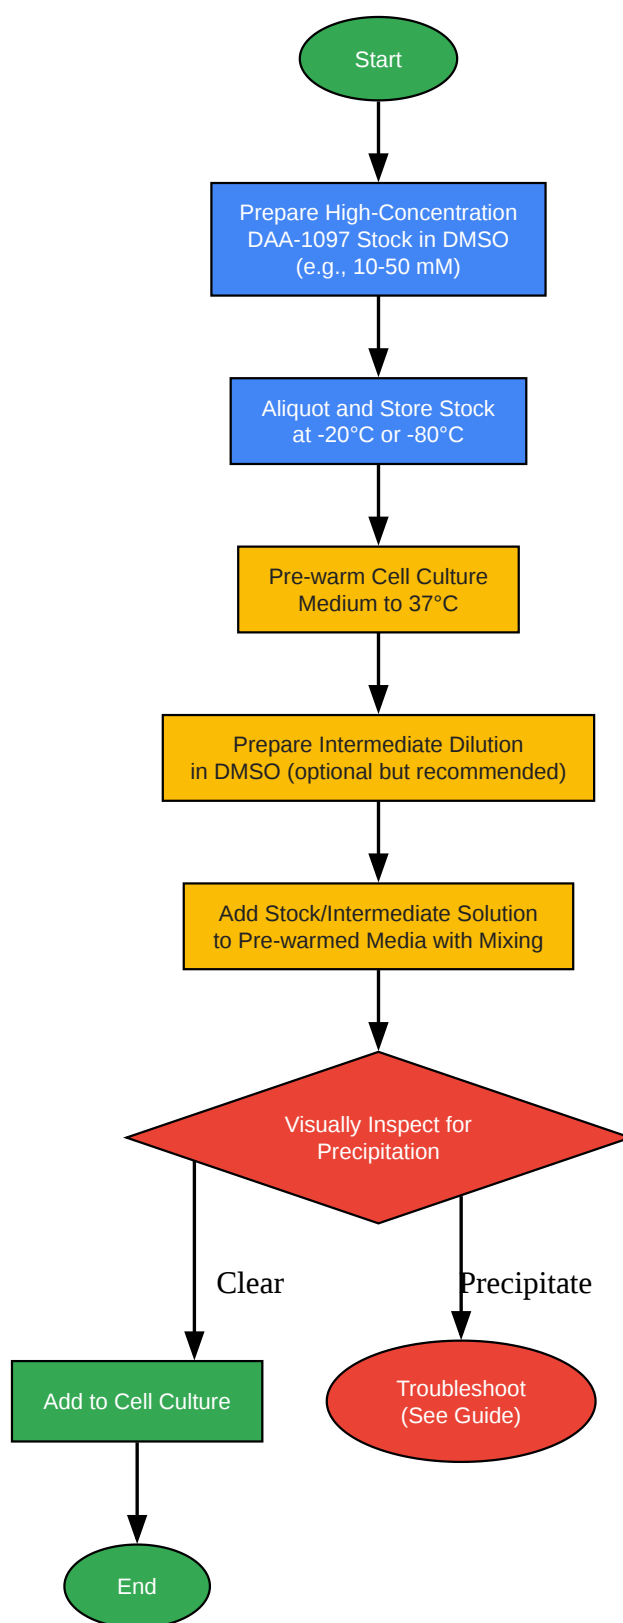 Start
Prepare High-Concentration
DAA-1097 Stock in DMSO
(e.g., 10-50 mM)
Aliquot and Store Stock
at -20°C or -80°C
Pre-warm Cell Culture
Medium to 37°C
Prepare Intermediate Dilution
in DMSO (optional but recommended)
Add Stock/Intermediate Solution
to Pre-warmed Media with Mixing
Visually Inspect for
Precipitation
Clear
Precipitate
Add to Cell Culture
Troubleshoot
(See Guide)
End